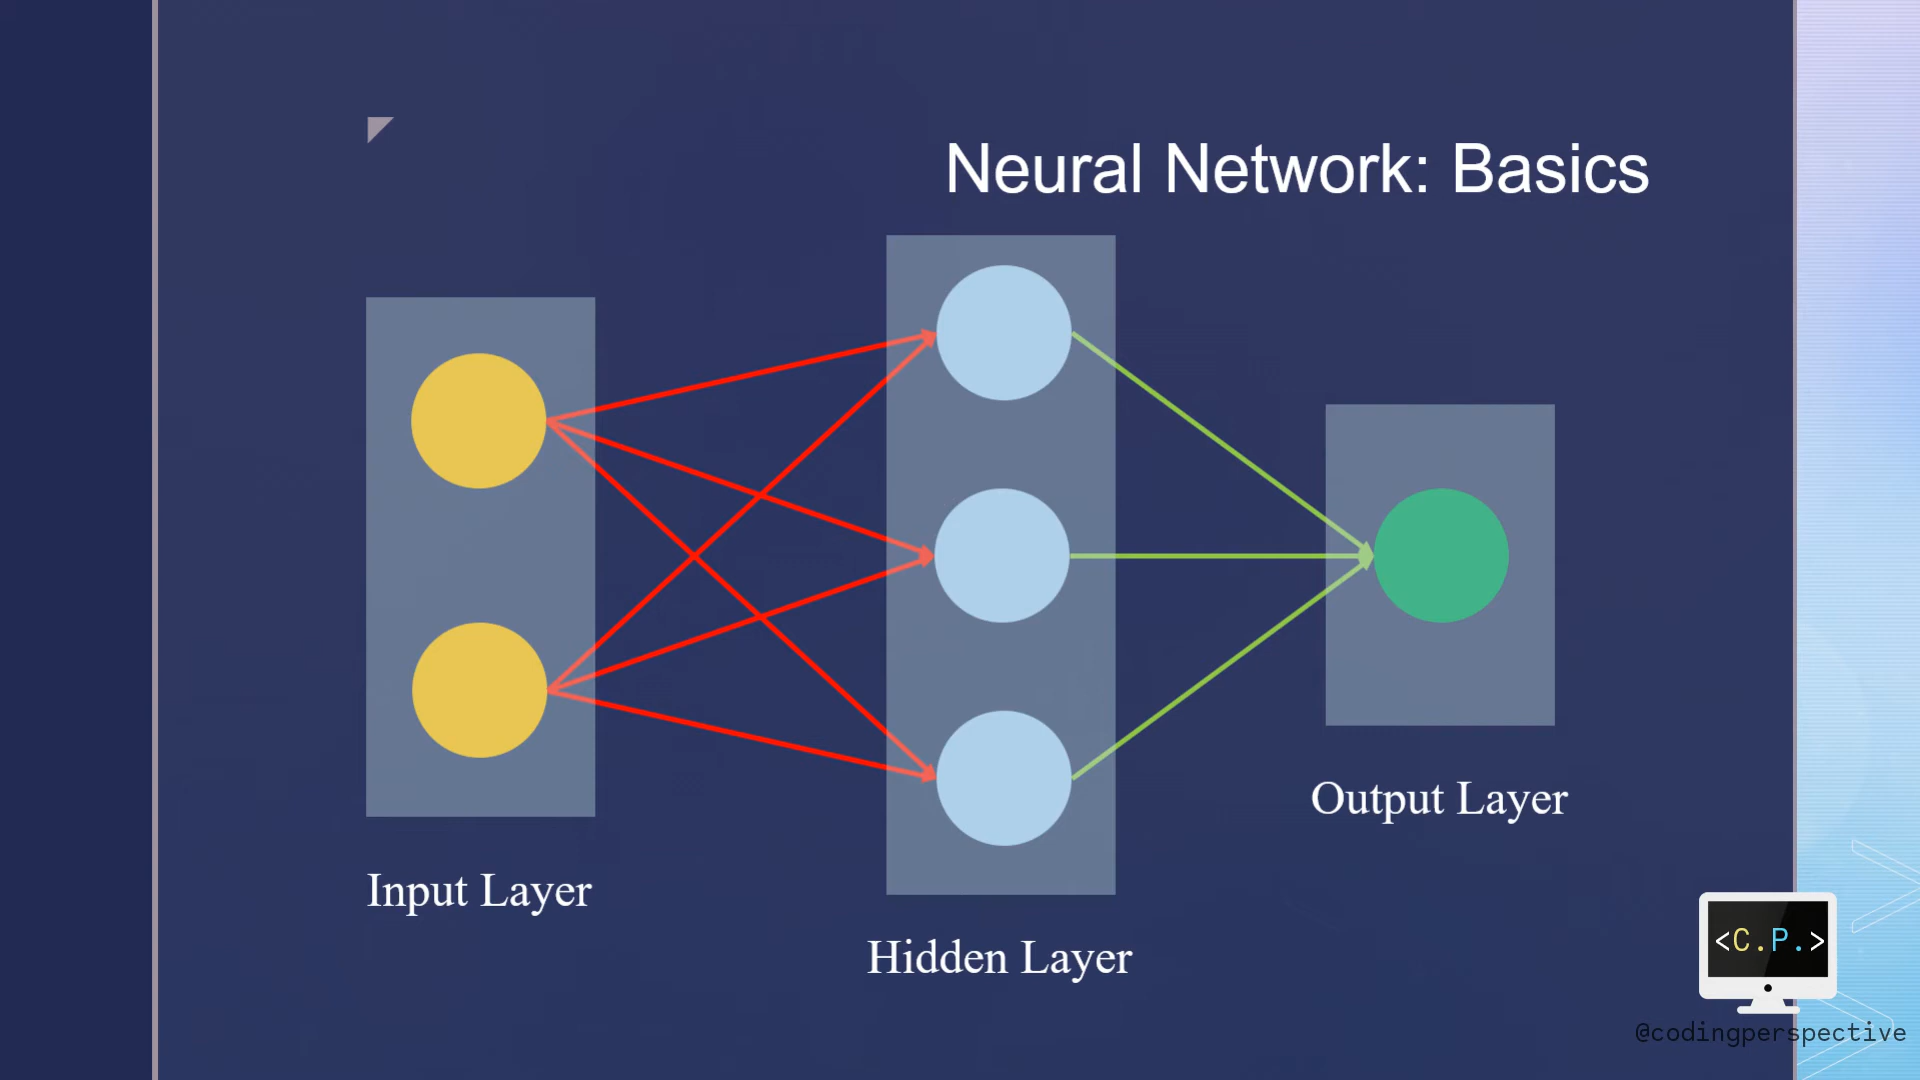 Neural Network: Basics
Input Layer
Hidden Layer
Output Layer
<C.P.>
@codingperspective